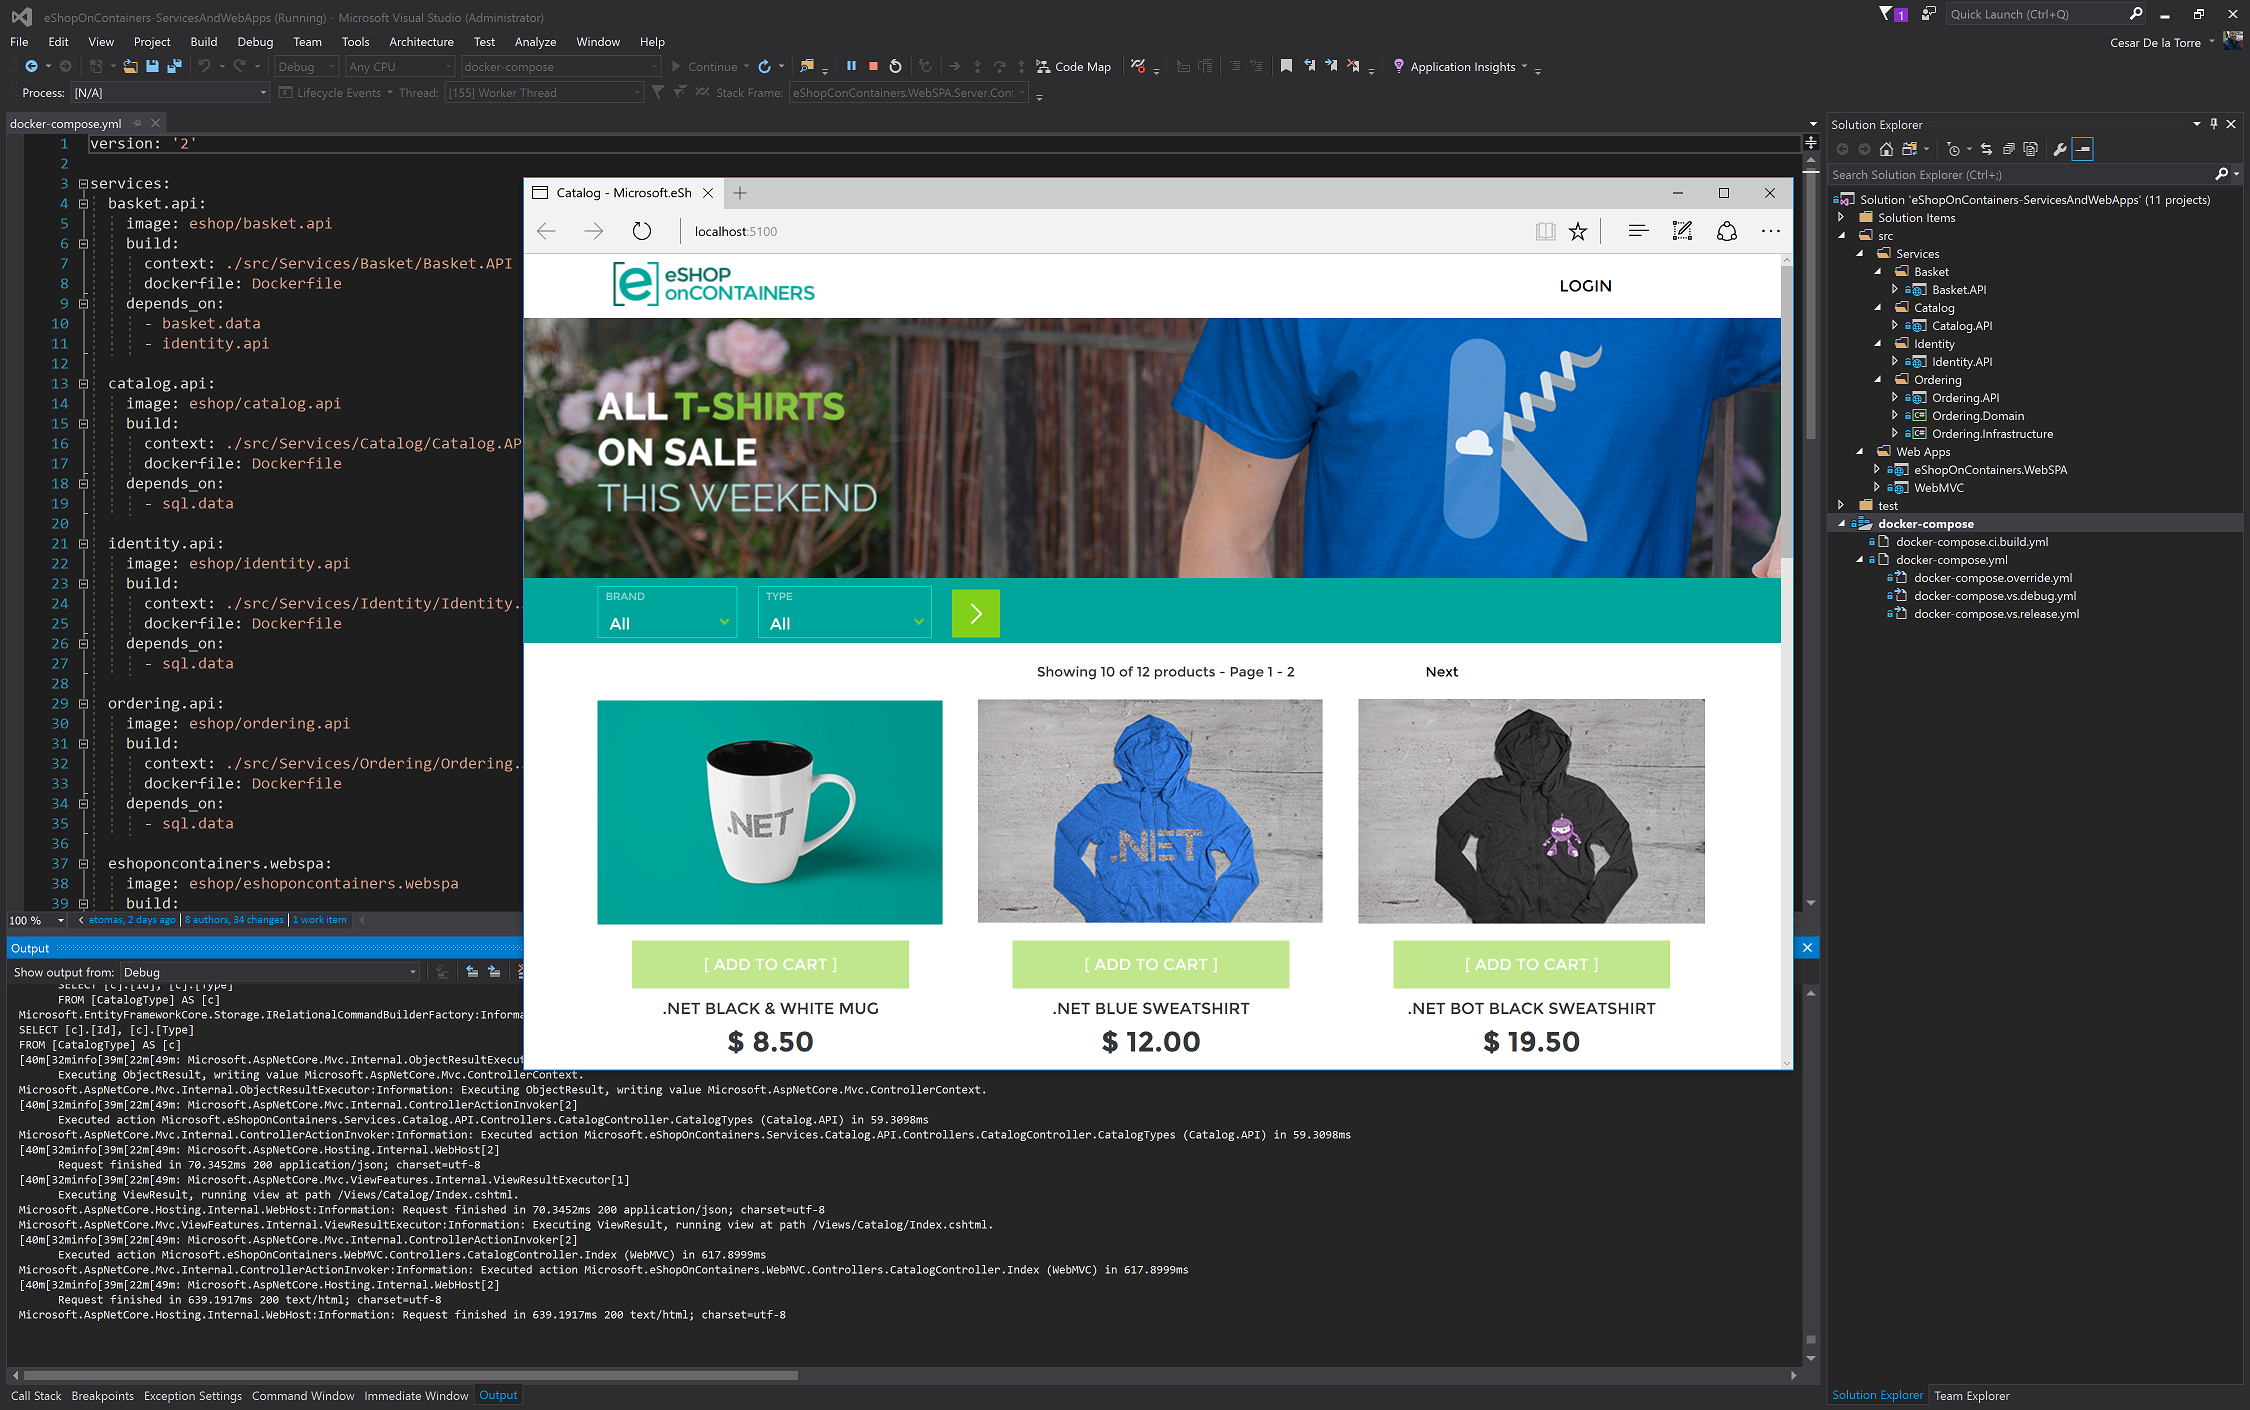 eShopOnContainers-ServicesAndWebApps (Running) - Microsoft Visual Studio (Administrator)
1
Quick Launch (Ctrl+Q)
File Edit View Project Build Debug Team Tools Architecture Test Analyze Window Help
Cesar De la Torre
Debug Any CPU docker-compose Continue Code Map Application Insights
Process: [N/A] Lifecycle Events Thread: [155] Worker Thread Stack Frame: eShopConContainers.WebSPA.Server.Con
docker-compose.yml
1 version: '2'
2
3 services:
4 basket.api:
5 image: eshop/basket.api
6 build:
7 context: ./src/Services/Basket/Basket.API
8 dockerfile: Dockerfile
9 depends_on:
10 - basket.data
11 - identity.api
12
13 catalog.api:
14 image: eshop/catalog.api
15 build:
16 context: ./src/Services/Catalog/Catalog.AP
17 dockerfile: Dockerfile
18 depends_on:
19 - sql.data
20
21 identity.api:
22 image: eshop/identity.api
23 build:
24 context: ./src/Services/Identity/Identity.
25 dockerfile: Dockerfile
26 depends_on:
27 - sql.data
28
29 ordering.api:
30 image: eshop/ordering.api
31 build:
32 context: ./src/Services/Ordering/Ordering.
33 dockerfile: Dockerfile
34 depends_on:
35 - sql.data
36
37 eshoponcontainers.webspa:
38 image: eshop/eshoponcontainers.webspa
39 build:
100 % etomas, 2 days ago | 8 authors, 34 changes | 1 work item
Catalog - Microsoft.eSh
localhost:5100
eSHOP
onCONTAINERS
LOGIN
ALL T-SHIRTS
ON SALE
THIS WEEKEND
BRAND
All
TYPE
All
Showing 10 of 12 products - Page 1 - 2
Next
.NET
.NET
[ ADD TO CART ]
[ ADD TO CART ]
[ ADD TO CART ]
.NET BLACK & WHITE MUG
.NET BLUE SWEATSHIRT
.NET BOT BLACK SWEATSHIRT
$ 8.50
$ 12.00
$ 19.50
Output
Show output from: Debug
SELECT [c].[Id], [c].[Type]
FROM [CatalogType] AS [c]
Microsoft.EntityFrameworkCore.Storage.IRelationalCommandBuilderFactory:Informa
SELECT [c].[Id], [c].[Type]
FROM [CatalogType] AS [c]
[40m[32minfo[39m[22m[49m: Microsoft.AspNetCore.Mvc.Internal.ObjectResultExecut
Executing ObjectResult, writing value Microsoft.AspNetCore.Mvc.ControllerContext.
Microsoft.AspNetCore.Mvc.Internal.ObjectResultExecutor:Information: Executing ObjectResult, writing value Microsoft.AspNetCore.Mvc.ControllerContext.
[40m[32minfo[39m[22m[49m: Microsoft.AspNetCore.Mvc.Internal.ControllerActionInvoker[2]
Executed action Microsoft.eShopOnContainers.Services.Catalog.API.Controllers.CatalogController.CatalogTypes (Catalog.API) in 59.3098ms
Microsoft.AspNetCore.Mvc.Internal.ControllerActionInvoker:Information: Executed action Microsoft.eShopOnContainers.Services.Catalog.API.Controllers.CatalogController.CatalogTypes (Catalog.API) in 59.3098ms
[40m[32minfo[39m[22m[49m: Microsoft.AspNetCore.Hosting.Internal.WebHost[2]
Request finished in 70.3452ms 200 application/json; charset=utf-8
[40m[32minfo[39m[22m[49m: Microsoft.AspNetCore.Mvc.ViewFeatures.Internal.ViewResultExecutor[1]
Executing ViewResult, running view at path /Views/Catalog/Index.cshtml.
Microsoft.AspNetCore.Hosting.Internal.WebHost:Information: Request finished in 70.3452ms 200 application/json; charset=utf-8
Microsoft.AspNetCore.Mvc.ViewFeatures.Internal.ViewResultExecutor:Information: Executing ViewResult, running view at path /Views/Catalog/Index.cshtml.
[40m[32minfo[39m[22m[49m: Microsoft.AspNetCore.Mvc.Internal.ControllerActionInvoker[2]
Executed action Microsoft.eShopOnContainers.WebMVC.Controllers.CatalogController.Index (WebMVC) in 617.8999ms
Microsoft.AspNetCore.Mvc.Internal.ControllerActionInvoker:Information: Executed action Microsoft.eShopOnContainers.WebMVC.Controllers.CatalogController.Index (WebMVC) in 617.8999ms
[40m[32minfo[39m[22m[49m: Microsoft.AspNetCore.Hosting.Internal.WebHost[2]
Request finished in 639.1917ms 200 text/html; charset=utf-8
Microsoft.AspNetCore.Hosting.Internal.WebHost:Information: Request finished in 639.1917ms 200 text/html; charset=utf-8
Call Stack Breakpoints Exception Settings Command Window Immediate Window Output
Solution Explorer
Search Solution Explorer (Ctrl+;)
Solution 'eShopOnContainers-ServicesAndWebApps' (11 projects)
Solution Items
src
Services
Basket
Basket.API
Catalog
Catalog.API
Identity
Identity.API
Ordering
Ordering.API
Ordering.Domain
Ordering.Infrastructure
Web Apps
eShopOnContainers.WebSPA
WebMVC
test
docker-compose
docker-compose.ci.build.yml
docker-compose.yml
docker-compose.override.yml
docker-compose.vs.debug.yml
docker-compose.vs.release.yml
Solution Explorer Team Explorer